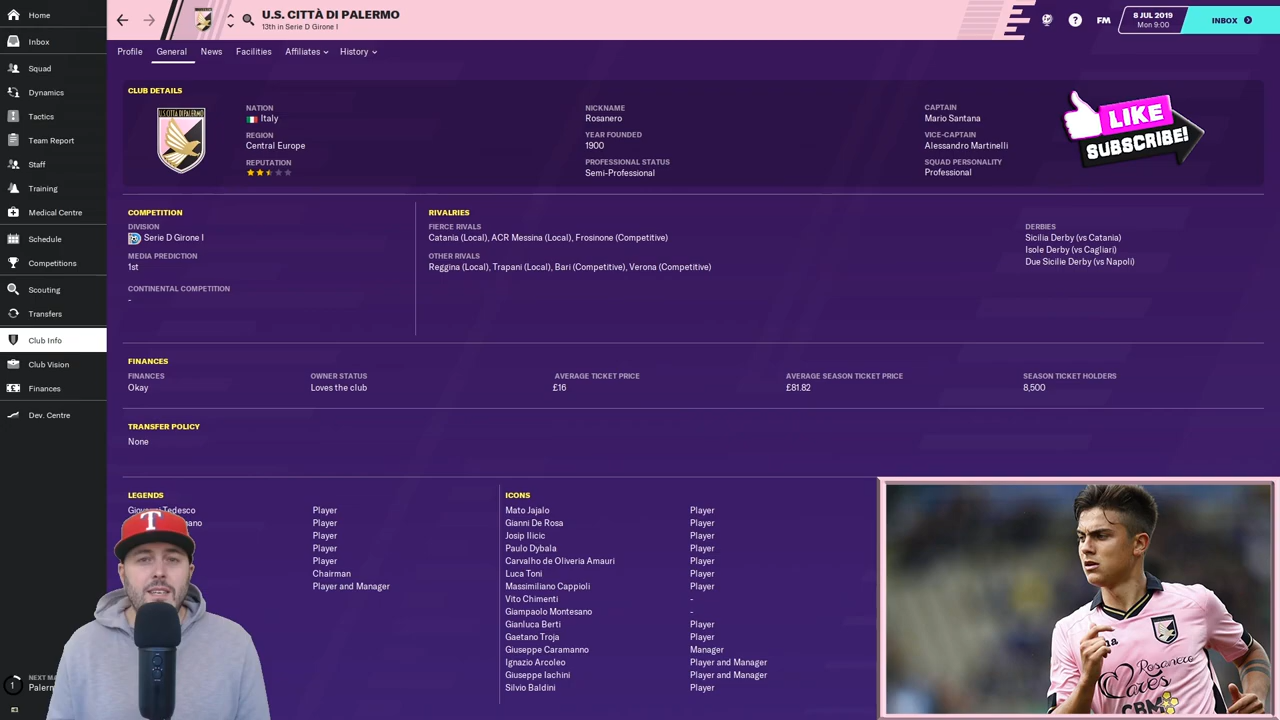 Home
Inbox
Squad
Dynamics
Tactics
Team Report
Staff
Training
Medical Centre
Schedule
Competitions
Scouting
Transfers
Club Info
Club Vision
Finances
Dev. Centre
U.S. CITTÀ DI PALERMO
13th in Serie D Girone I
?
FM
8 JUL 2019
Mon 9:00
INBOX
Profile
General
News
Facilities
Affiliates
History
CLUB DETAILS
U.S.CITTÀ DI PALERMO
NATION
Italy
REGION
Central Europe
REPUTATION
NICKNAME
Rosanero
YEAR FOUNDED
1900
PROFESSIONAL STATUS
Semi-Professional
CAPTAIN
Mario Santana
VICE-CAPTAIN
Alessandro Martinelli
SQUAD PERSONALITY
Professional
LIKE
SUBSCRIBE!
COMPETITION
DIVISION
Serie D Girone I
MEDIA PREDICTION
1st
CONTINENTAL COMPETITION
-
RIVALRIES
FIERCE RIVALS
Catania (Local), ACR Messina (Local), Frosinone (Competitive)
OTHER RIVALS
Reggina (Local), Trapani (Local), Bari (Competitive), Verona (Competitive)
DERBIES
Sicilia Derby (vs Catania)
Isole Derby (vs Cagliari)
Due Sicilie Derby (vs Napoli)
FINANCES
FINANCES
Okay
OWNER STATUS
Loves the club
AVERAGE TICKET PRICE
£16
AVERAGE SEASON TICKET PRICE
£81.82
SEASON TICKET HOLDERS
8,500
TRANSFER POLICY
None
LEGENDS
Tedesco
Player
Player
Player
Player
Player
Chairman
Player and Manager
T
ICONS
Mato Jajalo Player
Gianni De Rosa Player
Josip Ilicic Player
Paulo Dybala Player
Carvalho de Oliveria Amauri Player
Luca Toni Player
Massimiliano Cappioli Player
Vito Chimenti -
Giampaolo Montesano -
Gianluca Berti Player
Gaetano Troja Player
Giuseppe Caramanno Manager
Ignazio Arcoleo Player and Manager
Giuseppe Iachini Player and Manager
Silvio Baldini Player
Rosanero
Cares
CBM